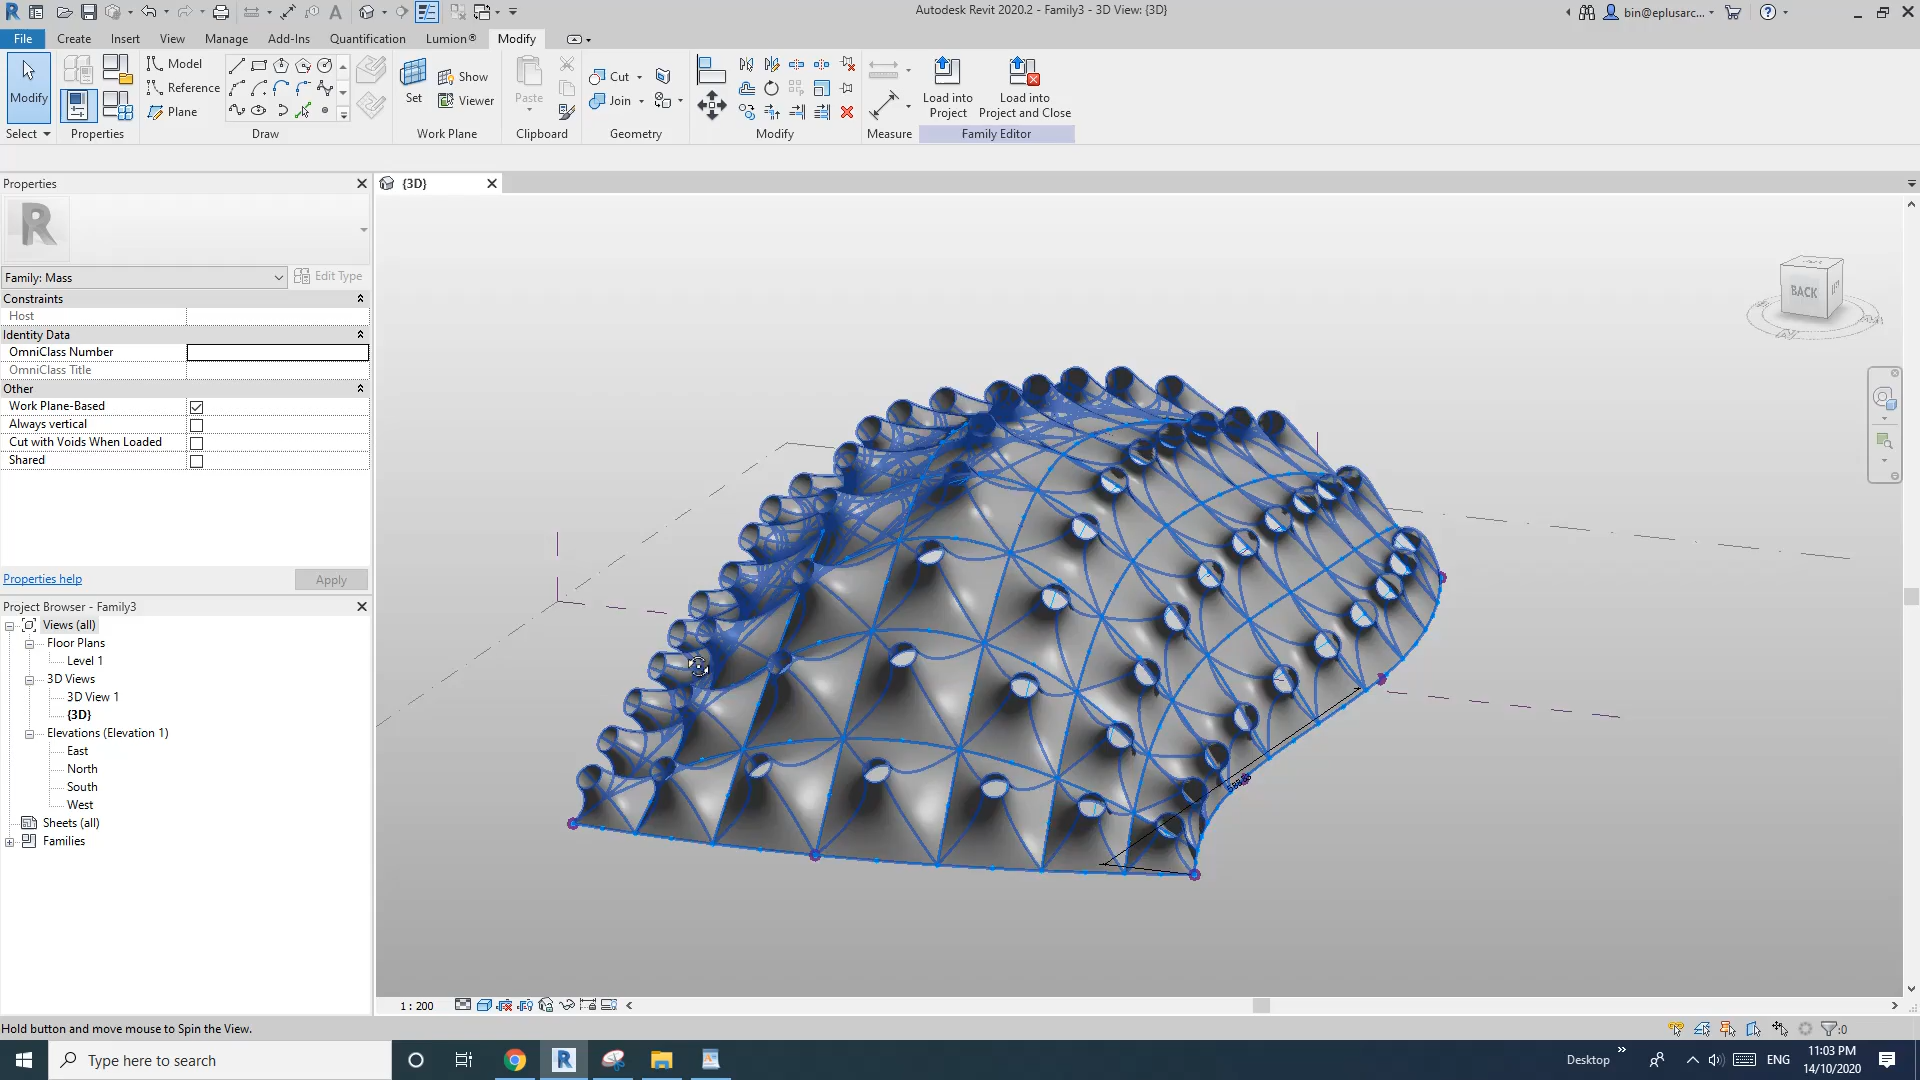 Autodesk Revit 2020.2 - Family3 - 3D View: {3D}
bin@eplusarc...
File
Create
Insert
View
Manage
Add-Ins
Quantification
Lumion®
Modify
Modify
Select
Properties
Model
Reference
Plane
Draw
Set
Show
Viewer
Work Plane
Paste
Clipboard
Cut
Join
Geometry
Modify
Measure
Load into
Project
Load into
Project and Close
Family Editor
Properties
{3D}
Family: Mass
Edit Type
Constraints
Host
Identity Data
OmniClass Number
OmniClass Title
Other
Work Plane-Based
Always vertical
Cut with Voids When Loaded
Shared
Properties help
Apply
Project Browser - Family3
Views (all)
Floor Plans
Level 1
3D Views
3D View 1
{3D}
Elevations (Elevation 1)
East
North
South
West
Sheets (all)
Families
BACK
1 : 200
Hold button and move mouse to Spin the View.
:0
Type here to search
Desktop
ENG
11:03 PM
14/10/2020